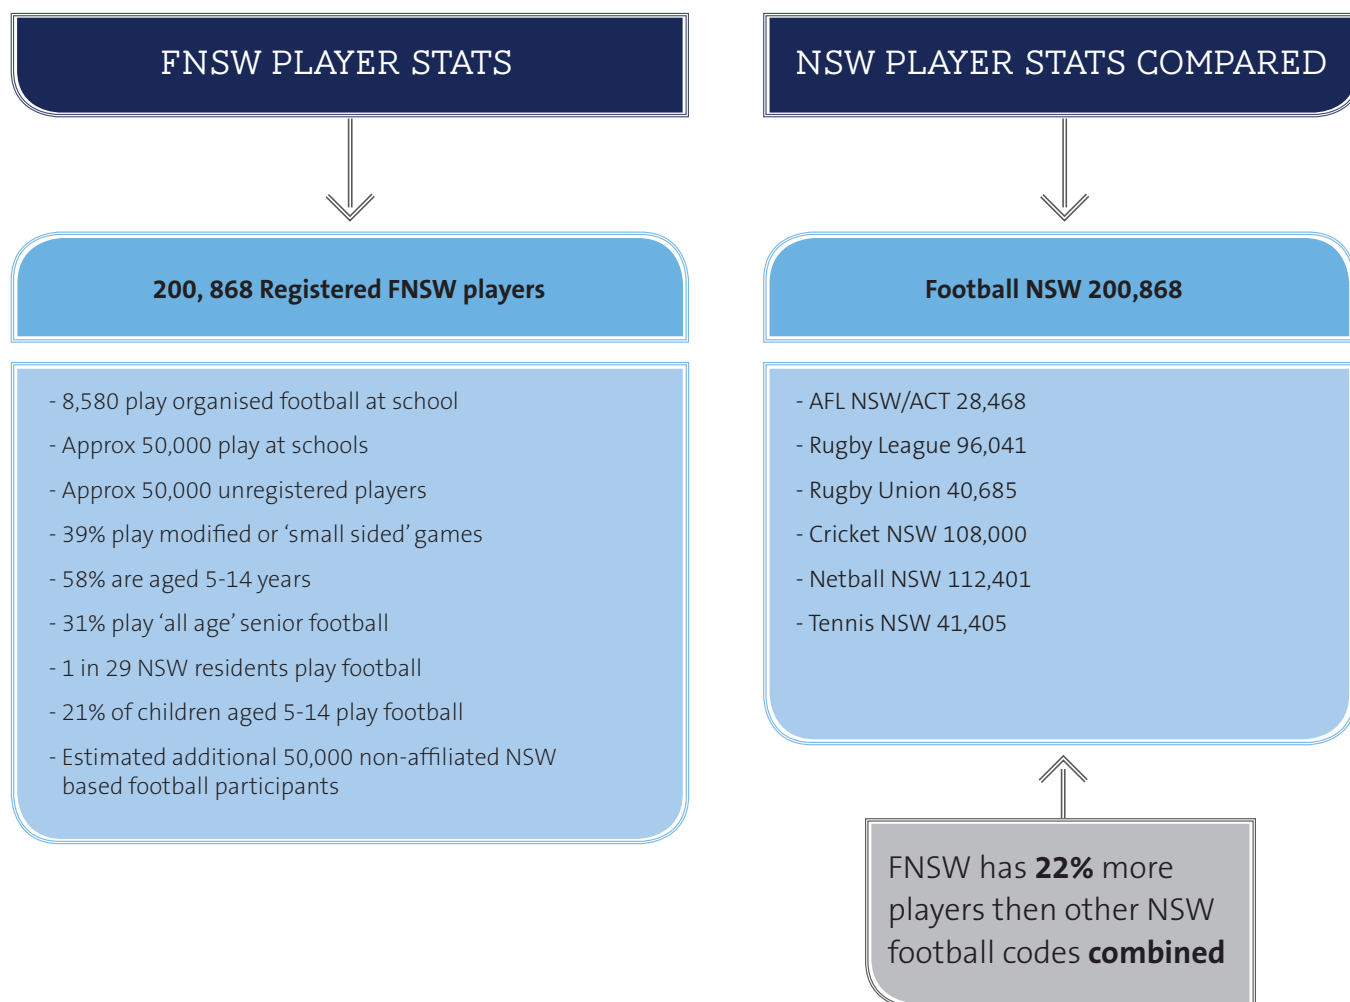 FNSW PLAYER STATS
200, 868 Registered FNSW players
- 8,580 play organised football at school
- Approx 50,000 play at schools
- Approx 50,000 unregistered players
- 39% play modified or ‘small sided’ games
- 58% are aged 5-14 years
- 31% play ‘all age’ senior football
- 1 in 29 NSW residents play football
- 21% of children aged 5-14 play football
- Estimated additional 50,000 non-affiliated NSW
based football participants
NSW PLAYER STATS COMPARED
Football NSW 200,868
- AFL NSW/ACT 28,468
- Rugby League 96,041
- Rugby Union 40,685
- Cricket NSW 108,000
- Netball NSW 112,401
- Tennis NSW 41,405
FNSW has 22% more
players then other NSW
football codes combined